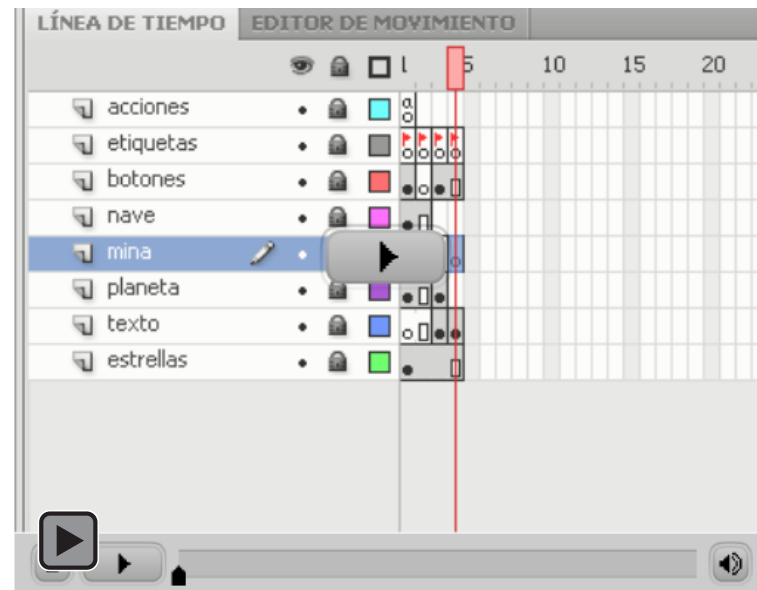 LÍNEA DE TIEMPO EDITOR DE MOVIMIENTO
5 10 15 20
acciones
a
etiquetas
botones
nave
mina
planeta
texto
estrellas